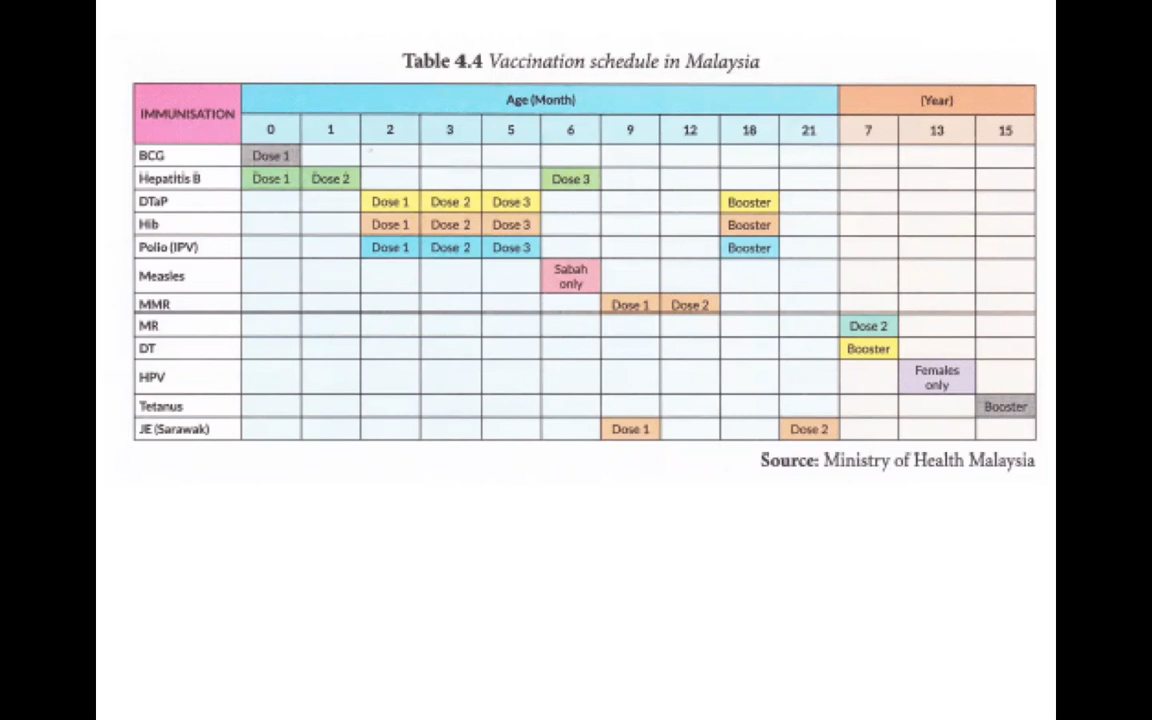 Table 4.4 Vaccination schedule in Malaysia
IMMUNISATION Age (Month) (Year)
0 1 2 3 5 6 9 12 18 21 7 13 15
BCG Dose 1
Hepatitis B Dose 1 Dose 2 Dose 3
DTaP Dose 1 Dose 2 Dose 3 Booster
Hib Dose 1 Dose 2 Dose 3 Booster
Polio (IPV) Dose 1 Dose 2 Dose 3 Booster
Measles Sabah only
MMR Dose 1 Dose 2
MR Dose 2
DT Booster
HPV Females only
Tetanus Booster
JE (Sarawak) Dose 1 Dose 2
Source: Ministry of Health Malaysia